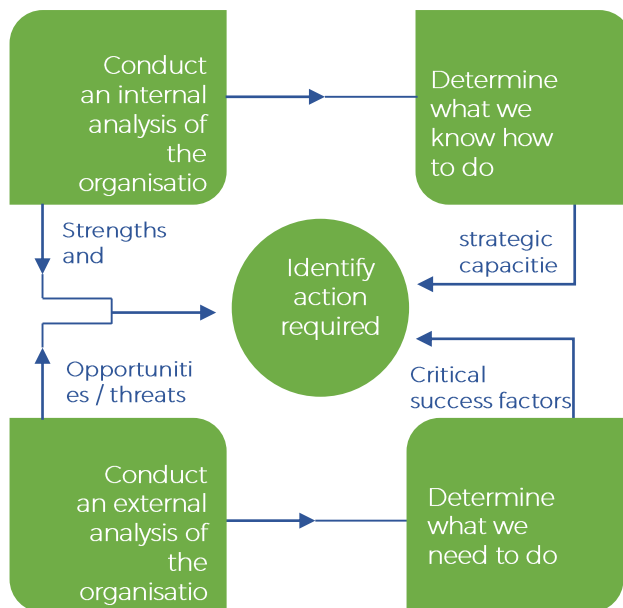 Conduct
an internal
analysis of
the
organisatio
Determine
what we
know how
to do
Strengths
and
strategic
capacitie
Identify
action
required
Opportuniti
es / threats
Critical
success factors
Conduct
an external
analysis of
the
organisatio
Determine
what we
need to do